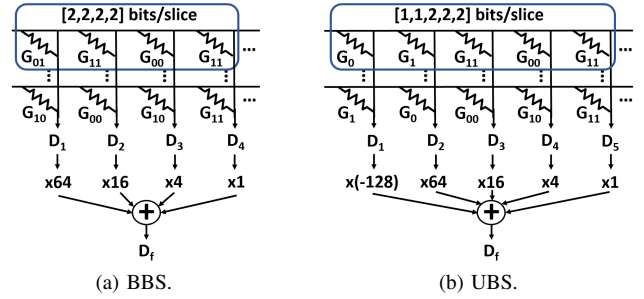 [2,2,2,2] bits/slice
G01 G11 G00 G11 ...
⋮ ⋮
G10 G00 G10 G11 ...
D1 D2 D3 D4
x64 x16 x4 x1
+
Df
(a) BBS.
[1,1,2,2,2] bits/slice
G0 G1 G11 G00 G11 ...
⋮ ⋮
G1 G0 G00 G10 G11 ...
D1 D2 D3 D4 D5
x(-128) x64 x16 x4 x1
+
Df
(b) UBS.